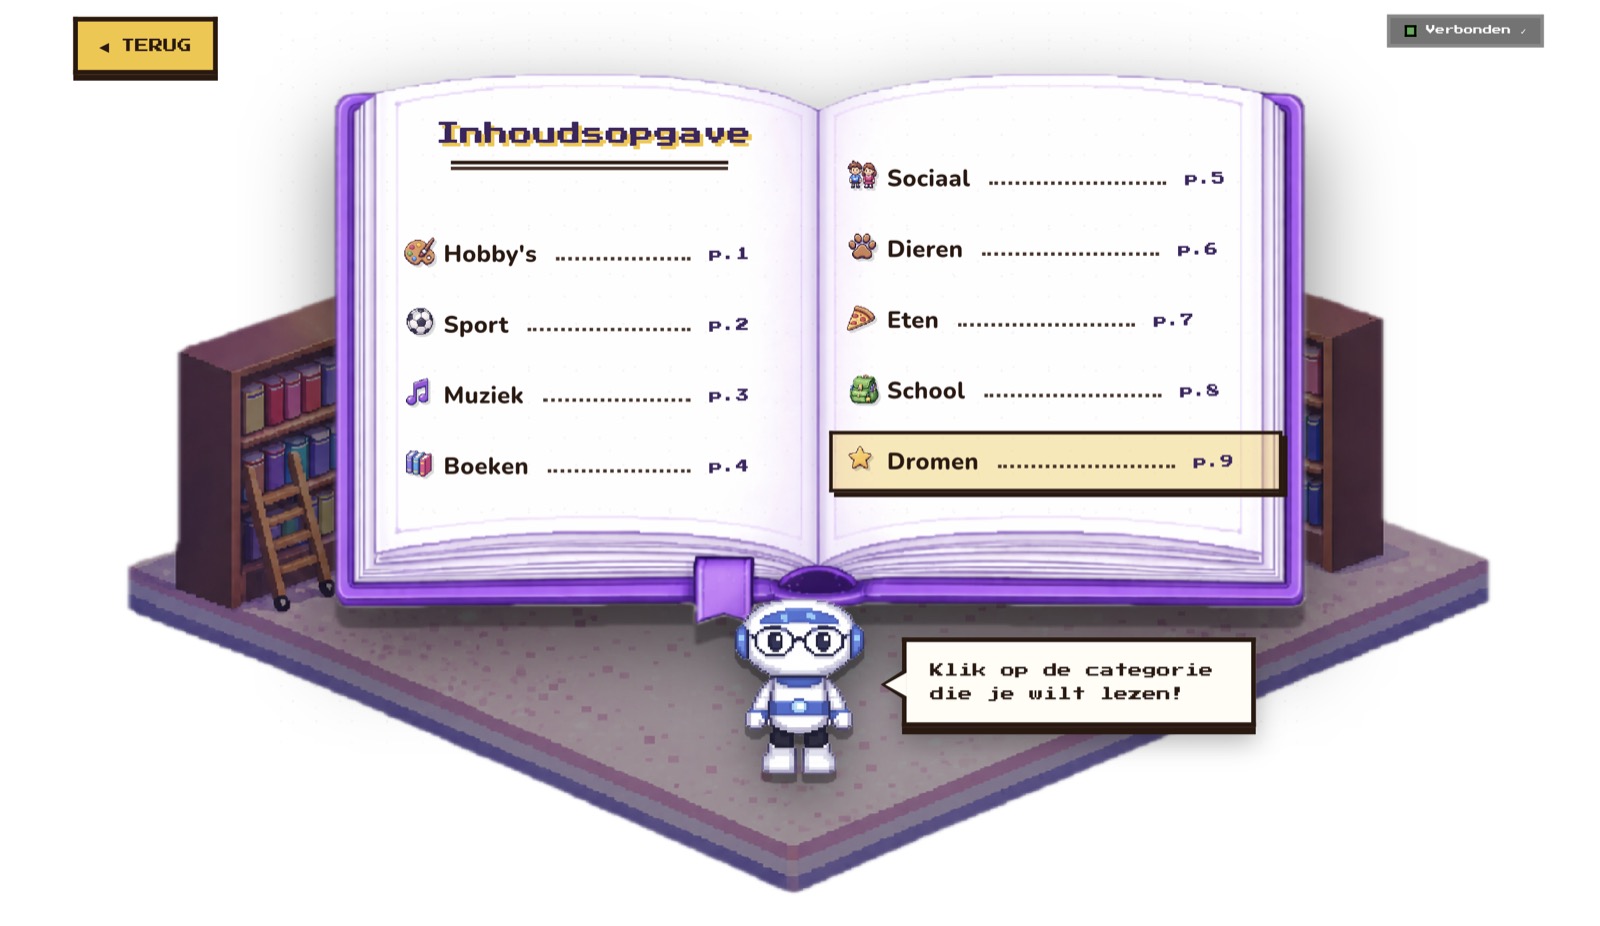 ◄ TERUG
Verbonden ✓
Inhoudsopgave
Hobby's ........................ p.1
Sport ............................. p.2
Muziek .......................... p.3
Boeken ......................... p.4
Sociaal ............................... p.5
Dieren ............................... p.6
Eten ............................... p.7
School ............................... p.8
Dromen ............................... p.9
Klik op de categorie
die je wilt lezen!